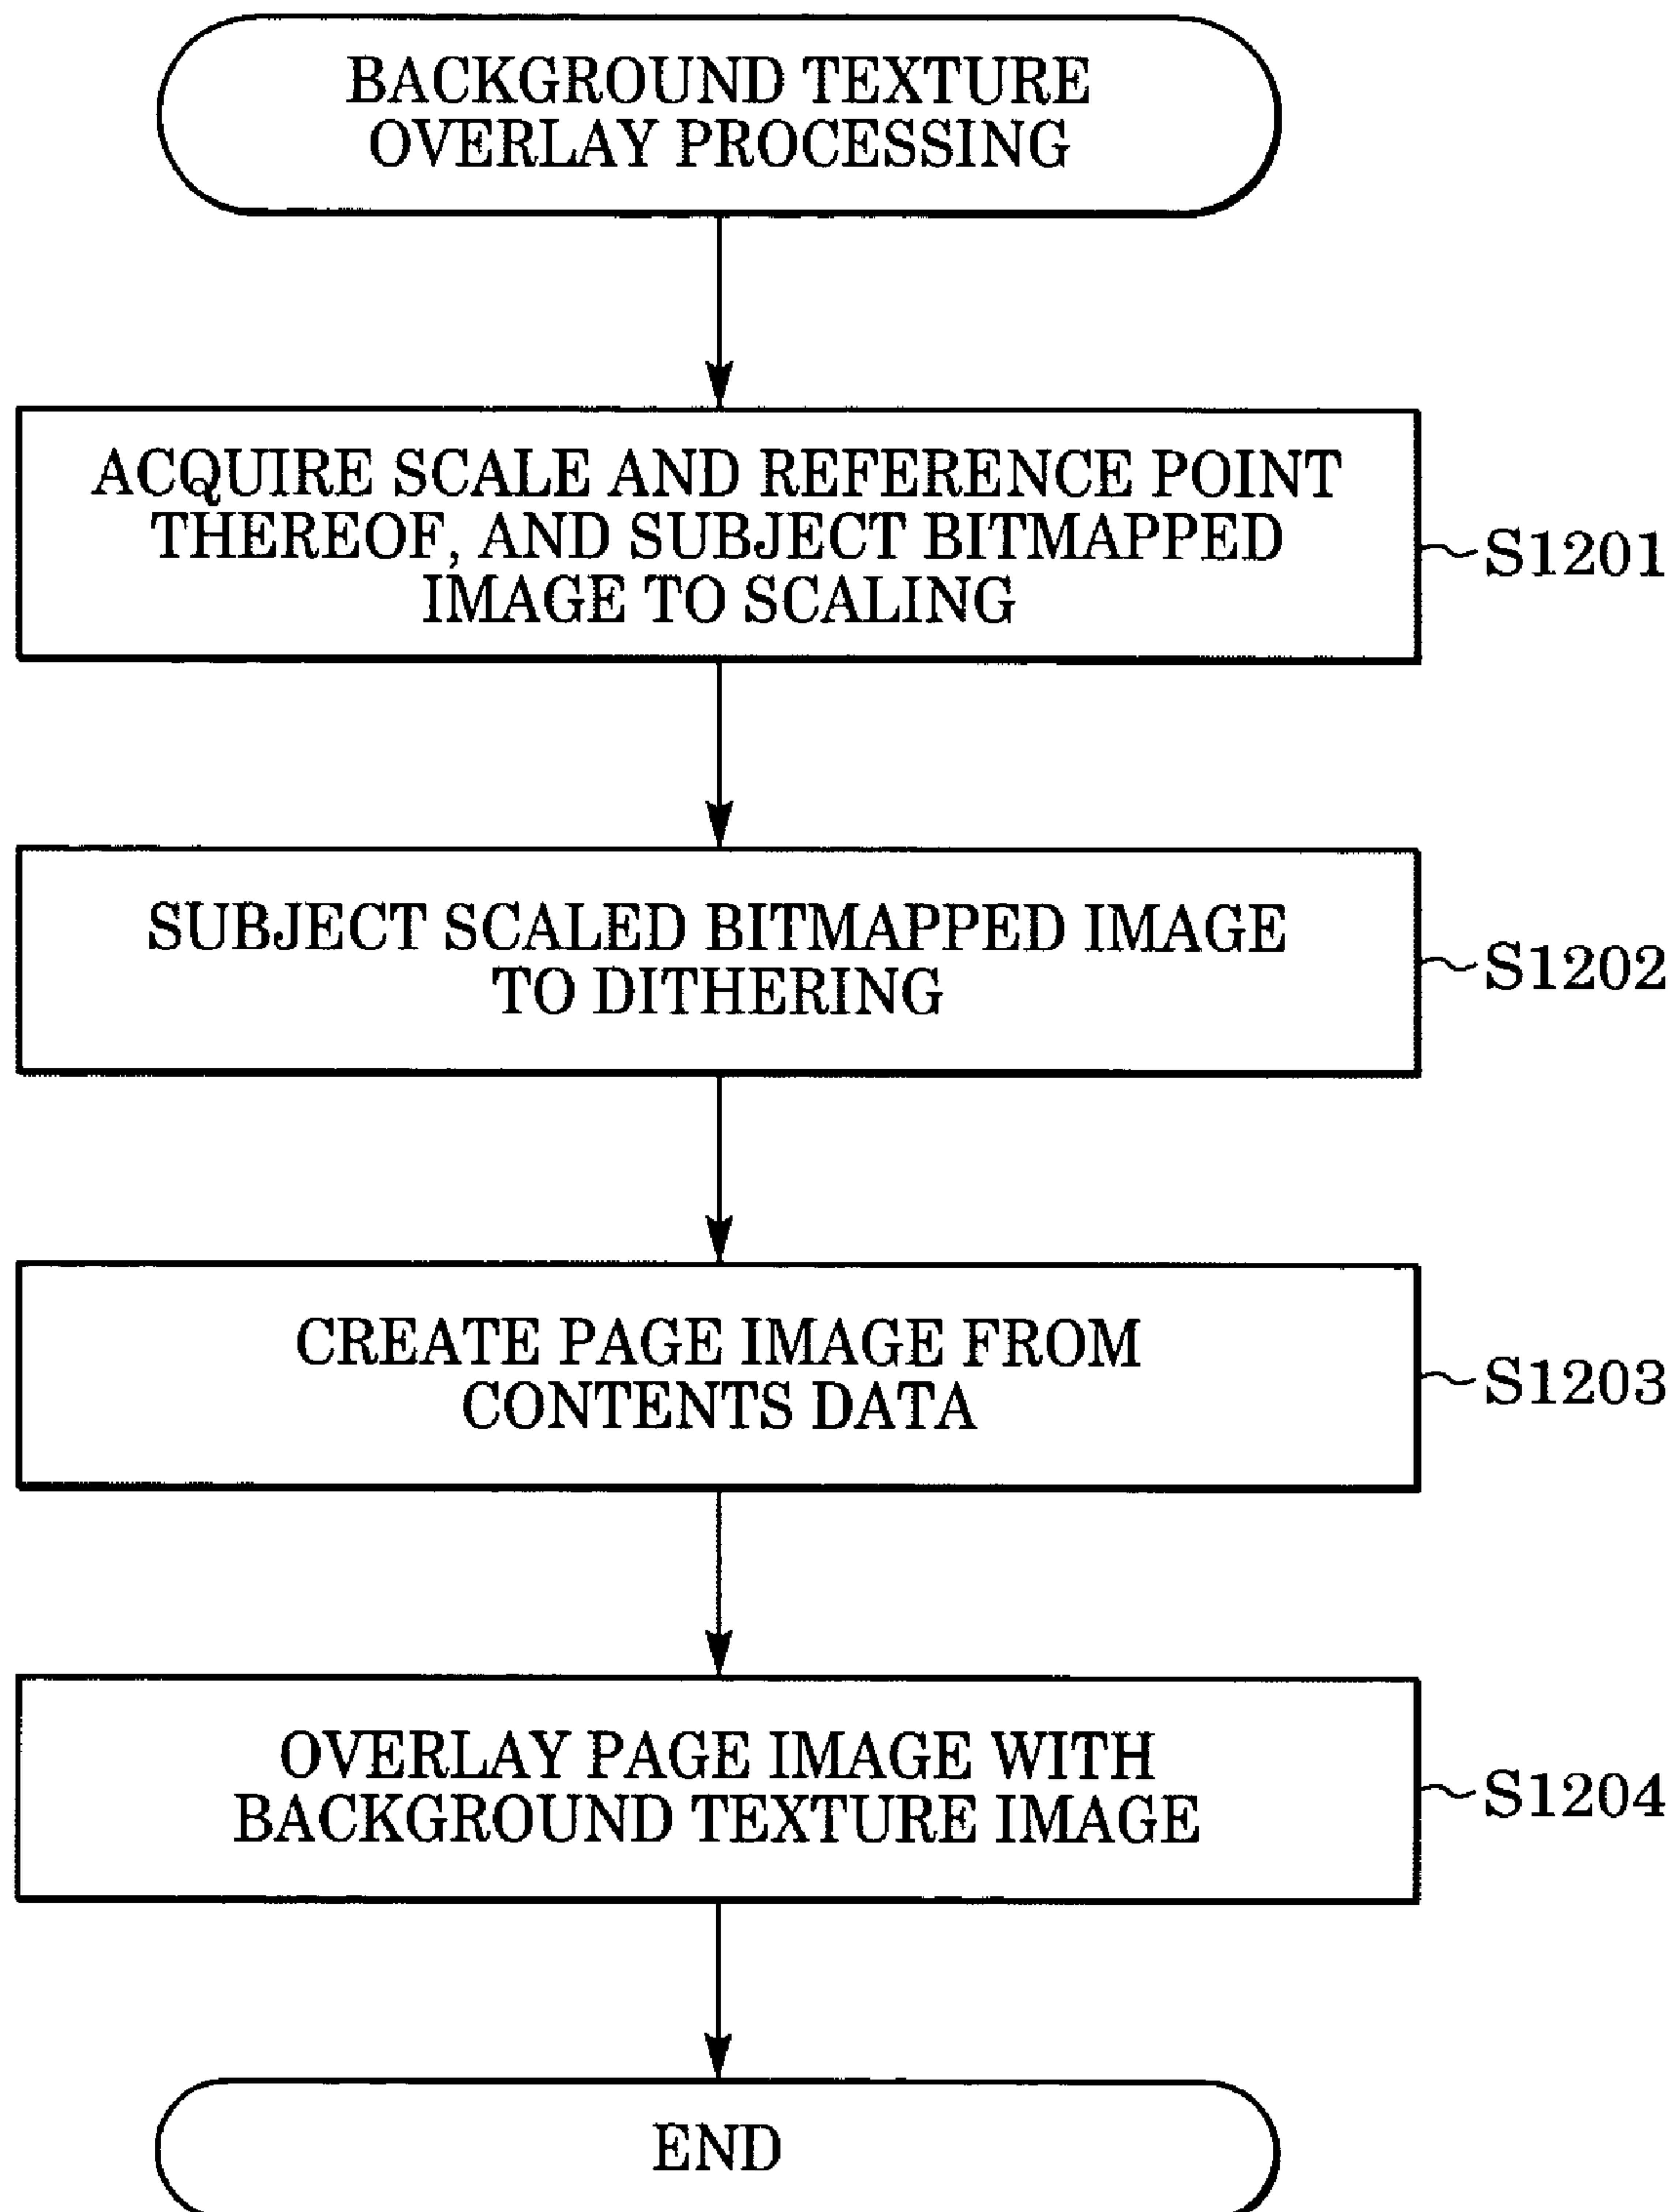 BACKGROUND TEXTURE
OVERLAY PROCESSING
ACQUIRE SCALE AND REFERENCE POINT
THEREOF, AND SUBJECT BITMAPPED
IMAGE TO SCALING
S1201
SUBJECT SCALED BITMAPPED IMAGE
TO DITHERING
S1202
CREATE PAGE IMAGE FROM
CONTENTS DATA
S1203
OVERLAY PAGE IMAGE WITH
BACKGROUND TEXTURE IMAGE
S1204
END